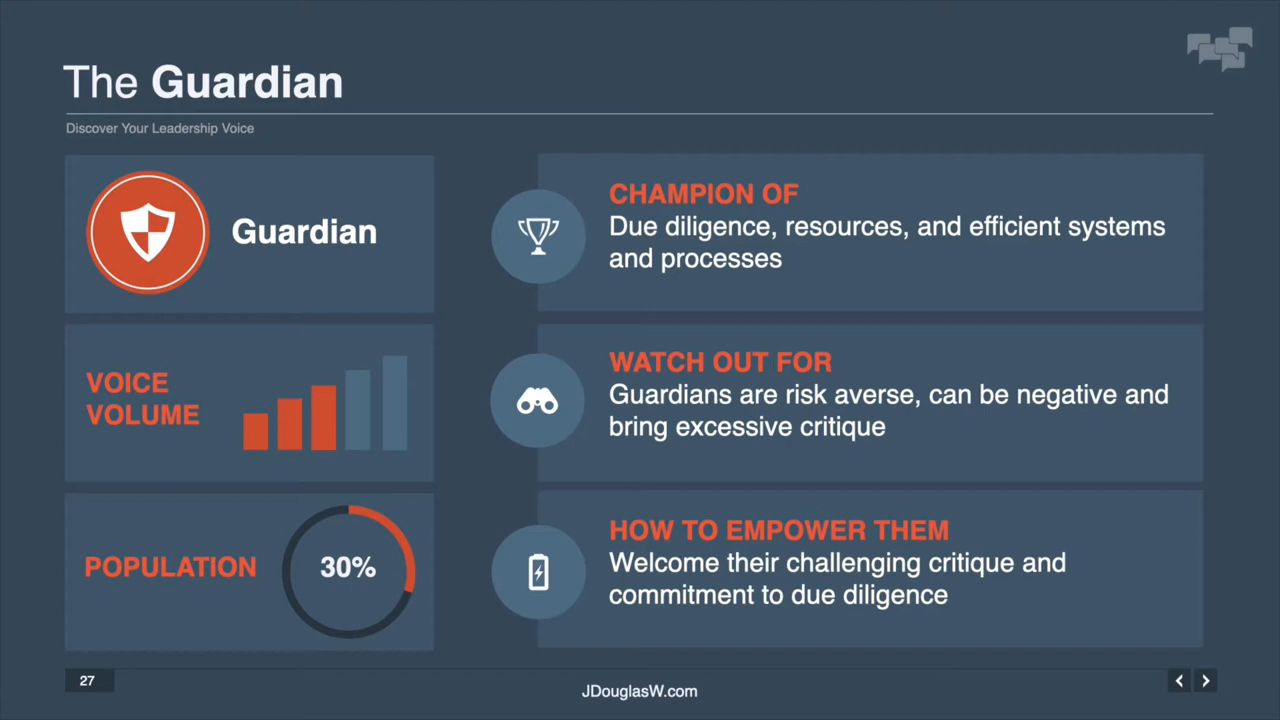 The Guardian
Discover Your Leadership Voice
Guardian
VOICE
VOLUME
POPULATION
30%
CHAMPION OF
Due diligence, resources, and efficient systems
and processes
WATCH OUT FOR
Guardians are risk averse, can be negative and
bring excessive critique
HOW TO EMPOWER THEM
Welcome their challenging critique and
commitment to due diligence
27
JDouglasW.com